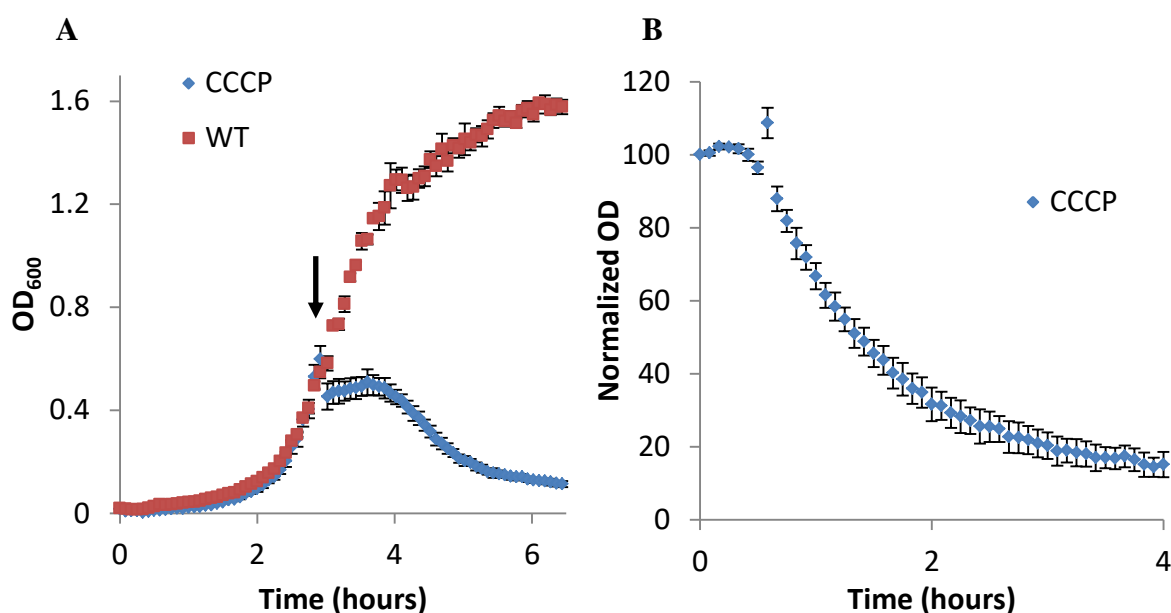 A
CCCP
WT
OD₆₀₀
1.6
1.2
0.8
0.4
0
0 2 4 6
Time (hours)
B
Normalized OD
120
100
80
60
40
20
0
CCCP
0 2 4
Time (hours)